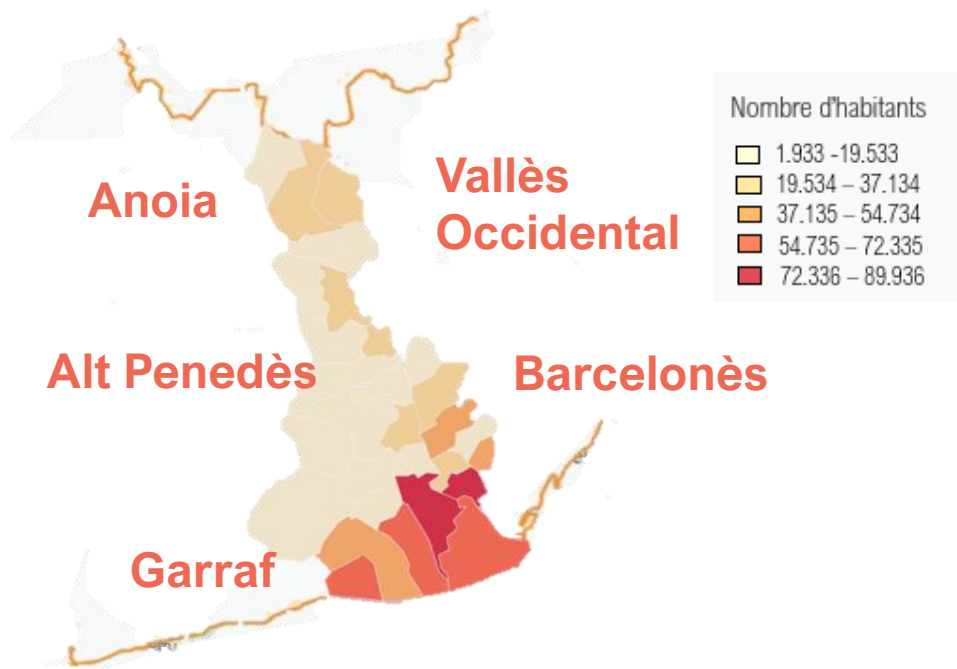 Nombre d'habitants
1.933 -19.533
19.534 – 37.134
37.135 – 54.734
54.735 – 72.335
72.336 – 89.936
Anoia
Vallès
Occidental
Alt Penedès
Barcelonès
Garraf